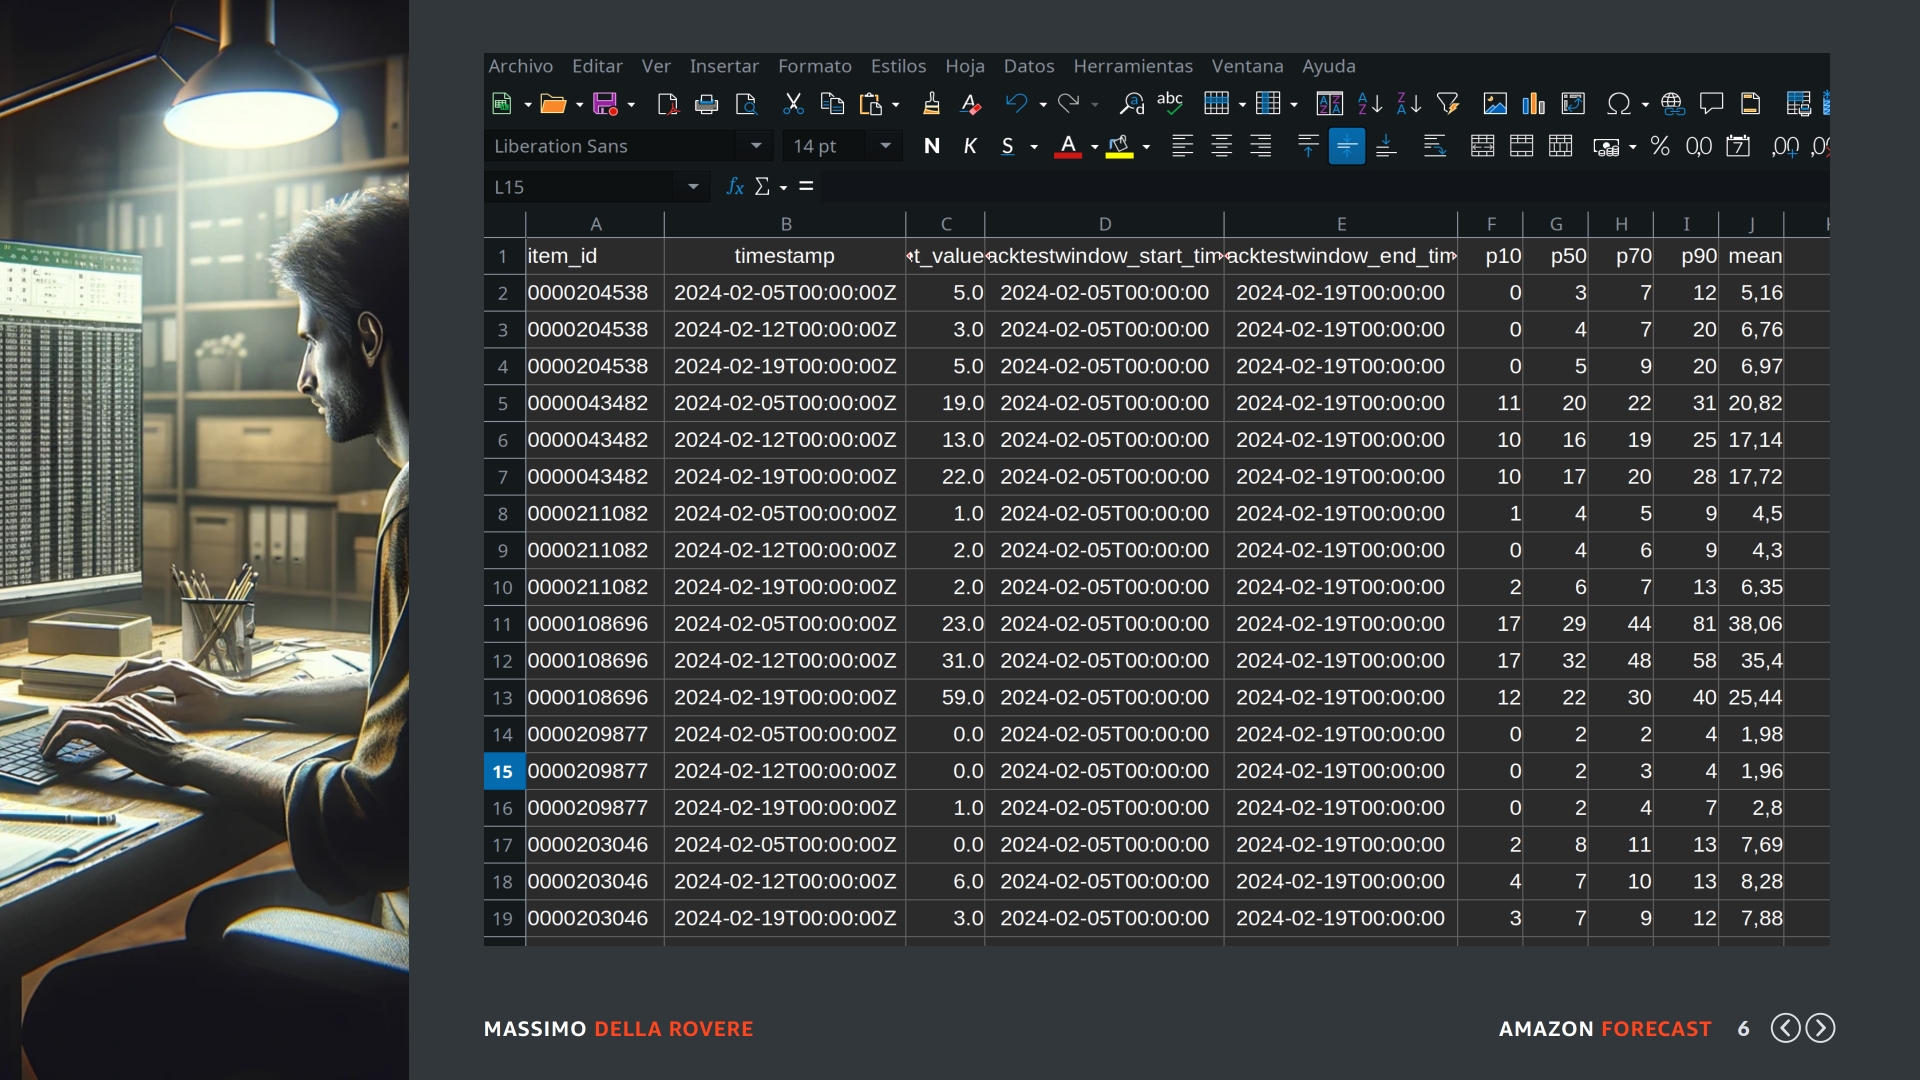 Archivo Editar Ver Insertar Formato Estilos Hoja Datos Herramientas Ventana Ayuda
Liberation Sans 14 pt N K S A % 0,0 7
L15 fx Σ =
A B C D E F G H I J
1 item_id timestamp t_value acktestwindow_start_tim acktestwindow_end_tim p10 p50 p70 p90 mean
2 0000204538 2024-02-05T00:00:00Z 5.0 2024-02-05T00:00:00 2024-02-19T00:00:00 0 3 7 12 5,16
3 0000204538 2024-02-12T00:00:00Z 3.0 2024-02-05T00:00:00 2024-02-19T00:00:00 0 4 7 20 6,76
4 0000204538 2024-02-19T00:00:00Z 5.0 2024-02-05T00:00:00 2024-02-19T00:00:00 0 5 9 20 6,97
5 0000043482 2024-02-05T00:00:00Z 19.0 2024-02-05T00:00:00 2024-02-19T00:00:00 11 20 22 31 20,82
6 0000043482 2024-02-12T00:00:00Z 13.0 2024-02-05T00:00:00 2024-02-19T00:00:00 10 16 19 25 17,14
7 0000043482 2024-02-19T00:00:00Z 22.0 2024-02-05T00:00:00 2024-02-19T00:00:00 10 17 20 28 17,72
8 0000211082 2024-02-05T00:00:00Z 1.0 2024-02-05T00:00:00 2024-02-19T00:00:00 1 4 5 9 4,5
9 0000211082 2024-02-12T00:00:00Z 2.0 2024-02-05T00:00:00 2024-02-19T00:00:00 0 4 6 9 4,3
10 0000211082 2024-02-19T00:00:00Z 2.0 2024-02-05T00:00:00 2024-02-19T00:00:00 2 6 7 13 6,35
11 0000108696 2024-02-05T00:00:00Z 23.0 2024-02-05T00:00:00 2024-02-19T00:00:00 17 29 44 81 38,06
12 0000108696 2024-02-12T00:00:00Z 31.0 2024-02-05T00:00:00 2024-02-19T00:00:00 17 32 48 58 35,4
13 0000108696 2024-02-19T00:00:00Z 59.0 2024-02-05T00:00:00 2024-02-19T00:00:00 12 22 30 40 25,44
14 0000209877 2024-02-05T00:00:00Z 0.0 2024-02-05T00:00:00 2024-02-19T00:00:00 0 2 2 4 1,98
15 0000209877 2024-02-12T00:00:00Z 0.0 2024-02-05T00:00:00 2024-02-19T00:00:00 0 2 3 4 1,96
16 0000209877 2024-02-19T00:00:00Z 1.0 2024-02-05T00:00:00 2024-02-19T00:00:00 0 2 4 7 2,8
17 0000203046 2024-02-05T00:00:00Z 0.0 2024-02-05T00:00:00 2024-02-19T00:00:00 2 8 11 13 7,69
18 0000203046 2024-02-12T00:00:00Z 6.0 2024-02-05T00:00:00 2024-02-19T00:00:00 4 7 10 13 8,28
19 0000203046 2024-02-19T00:00:00Z 3.0 2024-02-05T00:00:00 2024-02-19T00:00:00 3 7 9 12 7,88
MASSIMO DELLA ROVERE AMAZON FORECAST 6